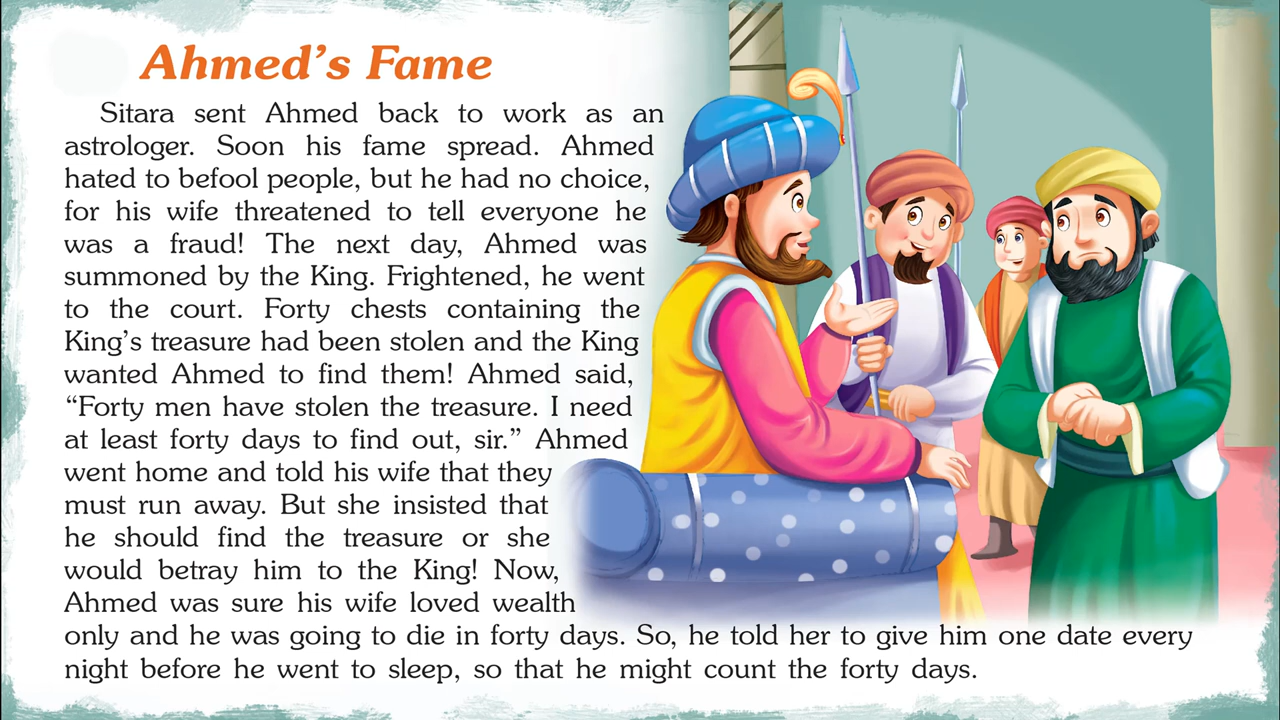 Ahmed's Fame
Sitara sent Ahmed back to work as an
astrologer. Soon his fame spread. Ahmed
hated to befool people, but he had no choice,
for his wife threatened to tell everyone he
was a fraud! The next day, Ahmed was
summoned by the King. Frightened, he went
to the court. Forty chests containing the
King's treasure had been stolen and the King
wanted Ahmed to find them! Ahmed said,
“Forty men have stolen the treasure. I need
at least forty days to find out, sir.” Ahmed
went home and told his wife that they
must run away. But she insisted that
he should find the treasure or she
would betray him to the King! Now,
Ahmed was sure his wife loved wealth
only and he was going to die in forty days. So, he told her to give him one date every
night before he went to sleep, so that he might count the forty days.